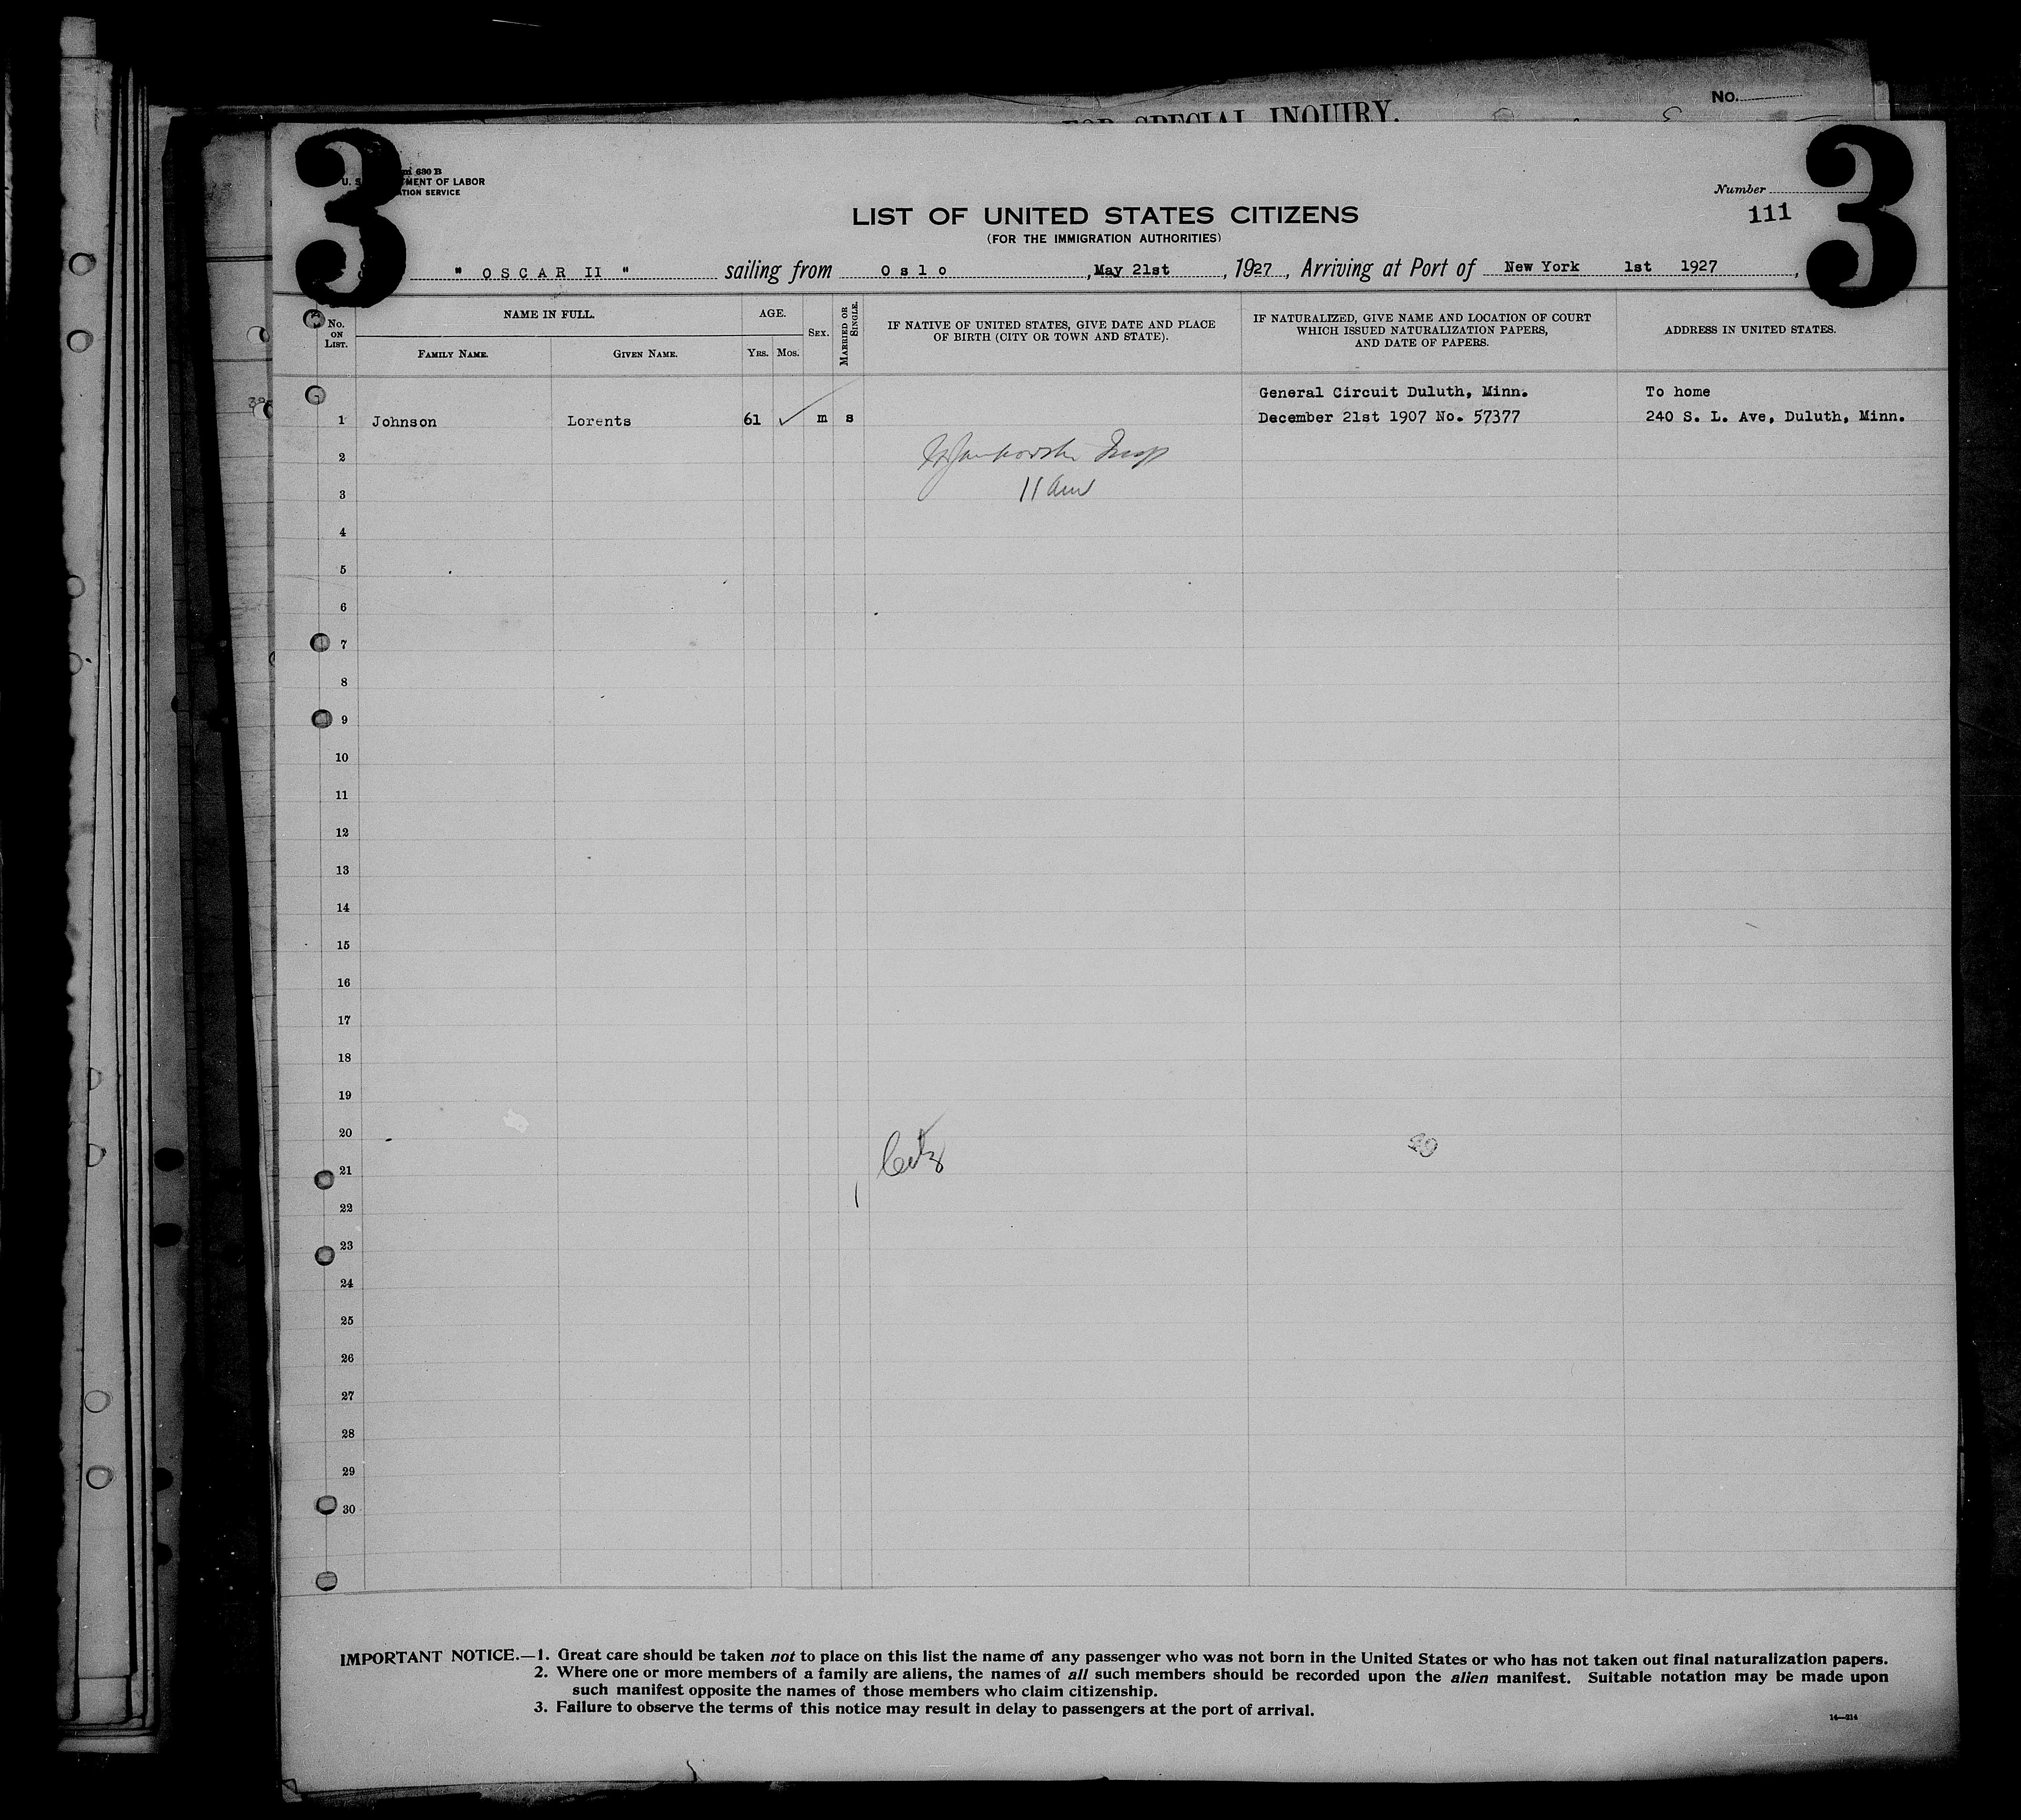 FOR SPECIAL INQUIRY.
No.
3
3
630 B
U. S. MENT OF LABOR
ATION SERVICE
Number
111
LIST OF UNITED STATES CITIZENS
(FOR THE IMMIGRATION AUTHORITIES)
" OSCAR II " sailing from Oslo, May 21st, 1927, Arriving at Port of New York 1st 1927,
No. ON LIST.
NAME IN FULL.
FAMILY NAME.
GIVEN NAME.
AGE.
YRS. MOS.
SEX.
MARRIED OR SINGLE.
IF NATIVE OF UNITED STATES, GIVE DATE AND PLACE
OF BIRTH (CITY OR TOWN AND STATE).
IF NATURALIZED, GIVE NAME AND LOCATION OF COURT
WHICH ISSUED NATURALIZATION PAPERS,
AND DATE OF PAPERS.
ADDRESS IN UNITED STATES.
General Circuit Duluth, Minn. To home
1 Johnson Lorents 61 ✓ m s December 21st 1907 No. 57377 240 S. L. Ave, Duluth, Minn.
2
3 11 am
4
5
6
7
8
9
10
11
12
13
14
15
16
17
18
19
20
21 Citz
22
23
24
25
26
27
28
29
30
IMPORTANT NOTICE.—1. Great care should be taken not to place on this list the name of any passenger who was not born in the United States or who has not taken out final naturalization papers.
2. Where one or more members of a family are aliens, the names of all such members should be recorded upon the alien manifest. Suitable notation may be made upon
such manifest opposite the names of those members who claim citizenship.
3. Failure to observe the terms of this notice may result in delay to passengers at the port of arrival.
14—214